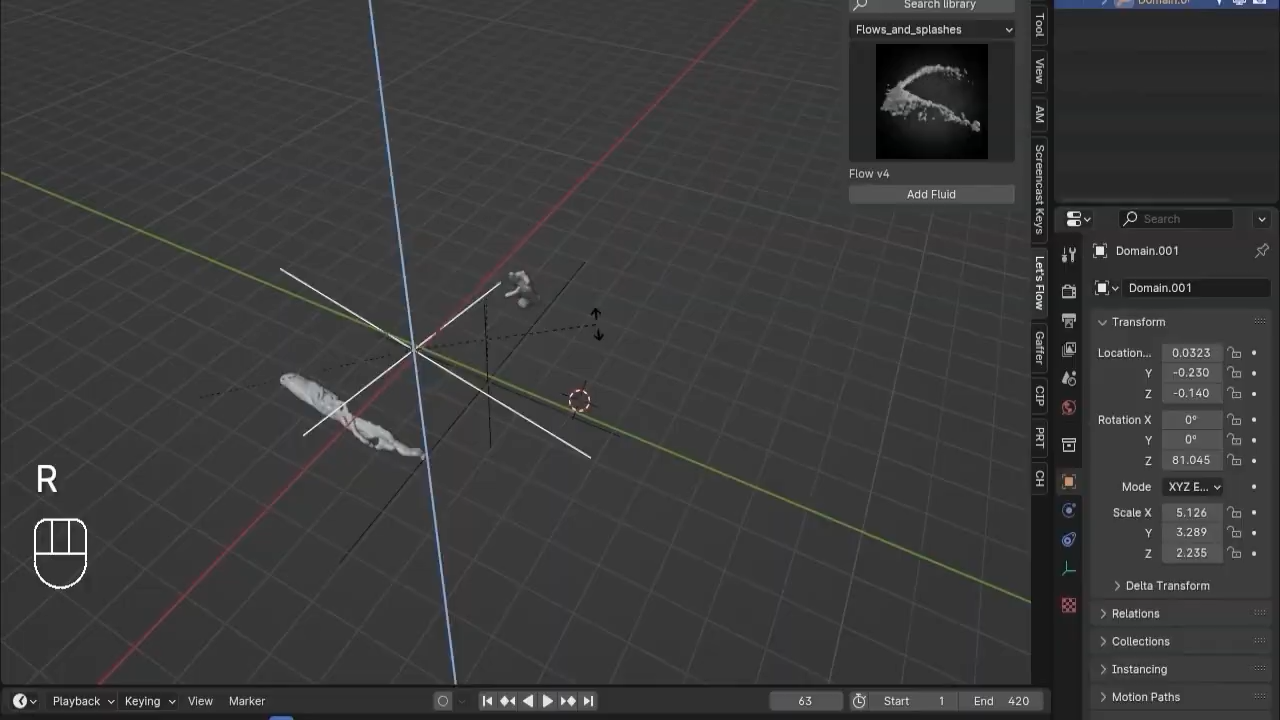 Search library
Flows_and_splashes
Flow v4
Add Fluid
Tool
View
AM
Screencast Keys
Let's Flow
Gaffer
CIP
PRT
CH
Search
Domain.001
Domain.001
Transform
Location... 0.0323
Y -0.230
Z -0.140
Rotation X 0°
Y 0°
Z 81.045
Mode XYZ E...
Scale X 5.126
Y 3.289
Z 2.235
Delta Transform
Relations
Collections
Instancing
Motion Paths
R
Playback Keying View Marker 63 Start 1 End 420